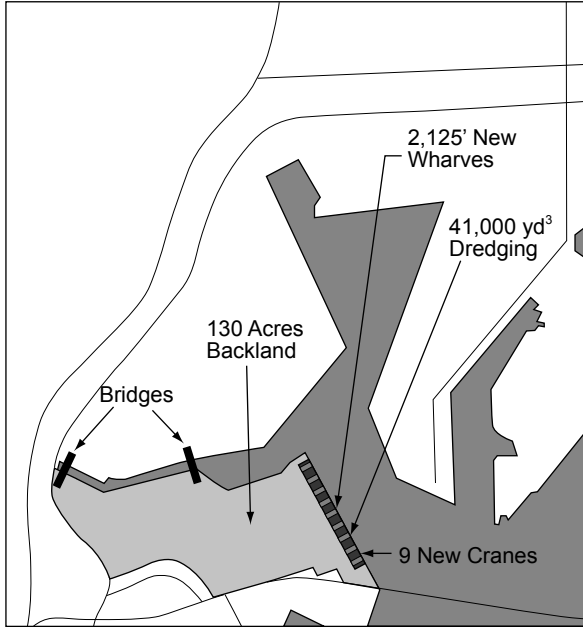 2,125' New
Wharves
41,000 yd³
Dredging
130 Acres
Backland
Bridges
9 New Cranes